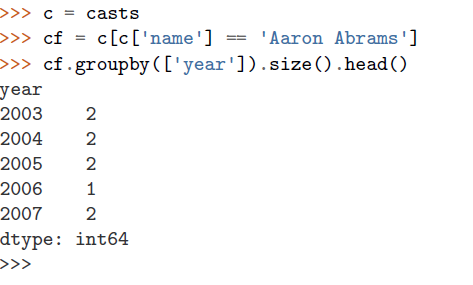 >>> c = casts
>>> cf = c[c['name'] == 'Aaron Abrams']
>>> cf.groupby(['year']).size().head()
year
2003    2
2004    2
2005    2
2006    1
2007    2
dtype: int64
>>>